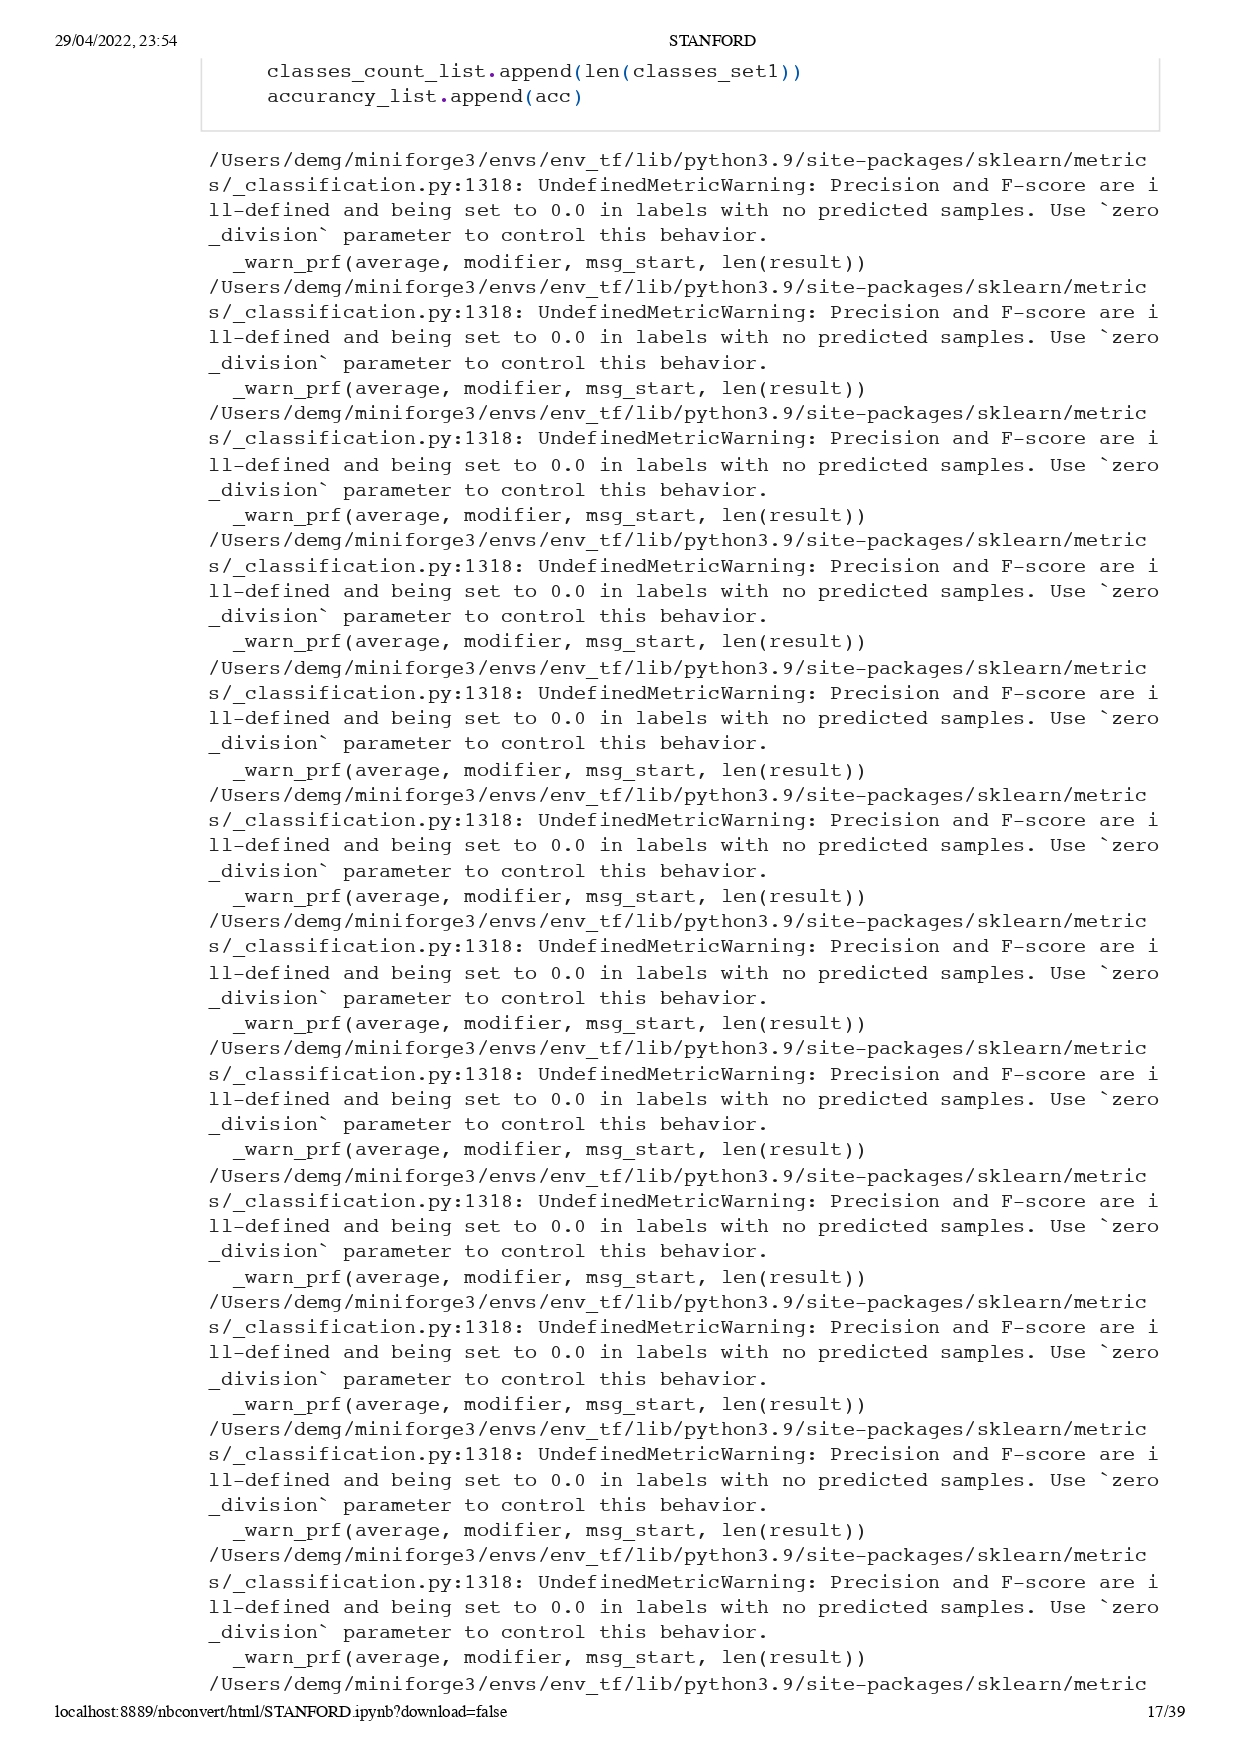 29/04/2022, 23:54 STANFORD
classes_count_list.append(len(classes_set1))
accurancy_list.append(acc)
/Users/demg/miniforge3/envs/env_tf/lib/python3.9/site-packages/sklearn/metric
s/_classification.py:1318: UndefinedMetricWarning: Precision and F-score are i
ll-defined and being set to 0.0 in labels with no predicted samples. Use `zero
_division` parameter to control this behavior.
  _warn_prf(average, modifier, msg_start, len(result))
/Users/demg/miniforge3/envs/env_tf/lib/python3.9/site-packages/sklearn/metric
s/_classification.py:1318: UndefinedMetricWarning: Precision and F-score are i
ll-defined and being set to 0.0 in labels with no predicted samples. Use `zero
_division` parameter to control this behavior.
  _warn_prf(average, modifier, msg_start, len(result))
/Users/demg/miniforge3/envs/env_tf/lib/python3.9/site-packages/sklearn/metric
s/_classification.py:1318: UndefinedMetricWarning: Precision and F-score are i
ll-defined and being set to 0.0 in labels with no predicted samples. Use `zero
_division` parameter to control this behavior.
  _warn_prf(average, modifier, msg_start, len(result))
/Users/demg/miniforge3/envs/env_tf/lib/python3.9/site-packages/sklearn/metric
s/_classification.py:1318: UndefinedMetricWarning: Precision and F-score are i
ll-defined and being set to 0.0 in labels with no predicted samples. Use `zero
_division` parameter to control this behavior.
  _warn_prf(average, modifier, msg_start, len(result))
/Users/demg/miniforge3/envs/env_tf/lib/python3.9/site-packages/sklearn/metric
s/_classification.py:1318: UndefinedMetricWarning: Precision and F-score are i
ll-defined and being set to 0.0 in labels with no predicted samples. Use `zero
_division` parameter to control this behavior.
  _warn_prf(average, modifier, msg_start, len(result))
/Users/demg/miniforge3/envs/env_tf/lib/python3.9/site-packages/sklearn/metric
s/_classification.py:1318: UndefinedMetricWarning: Precision and F-score are i
ll-defined and being set to 0.0 in labels with no predicted samples. Use `zero
_division` parameter to control this behavior.
  _warn_prf(average, modifier, msg_start, len(result))
/Users/demg/miniforge3/envs/env_tf/lib/python3.9/site-packages/sklearn/metric
s/_classification.py:1318: UndefinedMetricWarning: Precision and F-score are i
ll-defined and being set to 0.0 in labels with no predicted samples. Use `zero
_division` parameter to control this behavior.
  _warn_prf(average, modifier, msg_start, len(result))
/Users/demg/miniforge3/envs/env_tf/lib/python3.9/site-packages/sklearn/metric
s/_classification.py:1318: UndefinedMetricWarning: Precision and F-score are i
ll-defined and being set to 0.0 in labels with no predicted samples. Use `zero
_division` parameter to control this behavior.
  _warn_prf(average, modifier, msg_start, len(result))
/Users/demg/miniforge3/envs/env_tf/lib/python3.9/site-packages/sklearn/metric
s/_classification.py:1318: UndefinedMetricWarning: Precision and F-score are i
ll-defined and being set to 0.0 in labels with no predicted samples. Use `zero
_division` parameter to control this behavior.
  _warn_prf(average, modifier, msg_start, len(result))
/Users/demg/miniforge3/envs/env_tf/lib/python3.9/site-packages/sklearn/metric
s/_classification.py:1318: UndefinedMetricWarning: Precision and F-score are i
ll-defined and being set to 0.0 in labels with no predicted samples. Use `zero
_division` parameter to control this behavior.
  _warn_prf(average, modifier, msg_start, len(result))
/Users/demg/miniforge3/envs/env_tf/lib/python3.9/site-packages/sklearn/metric
s/_classification.py:1318: UndefinedMetricWarning: Precision and F-score are i
ll-defined and being set to 0.0 in labels with no predicted samples. Use `zero
_division` parameter to control this behavior.
  _warn_prf(average, modifier, msg_start, len(result))
/Users/demg/miniforge3/envs/env_tf/lib/python3.9/site-packages/sklearn/metric
s/_classification.py:1318: UndefinedMetricWarning: Precision and F-score are i
ll-defined and being set to 0.0 in labels with no predicted samples. Use `zero
_division` parameter to control this behavior.
  _warn_prf(average, modifier, msg_start, len(result))
/Users/demg/miniforge3/envs/env_tf/lib/python3.9/site-packages/sklearn/metric
localhost:8889/nbconvert/html/STANFORD.ipynb?download=false 17/39